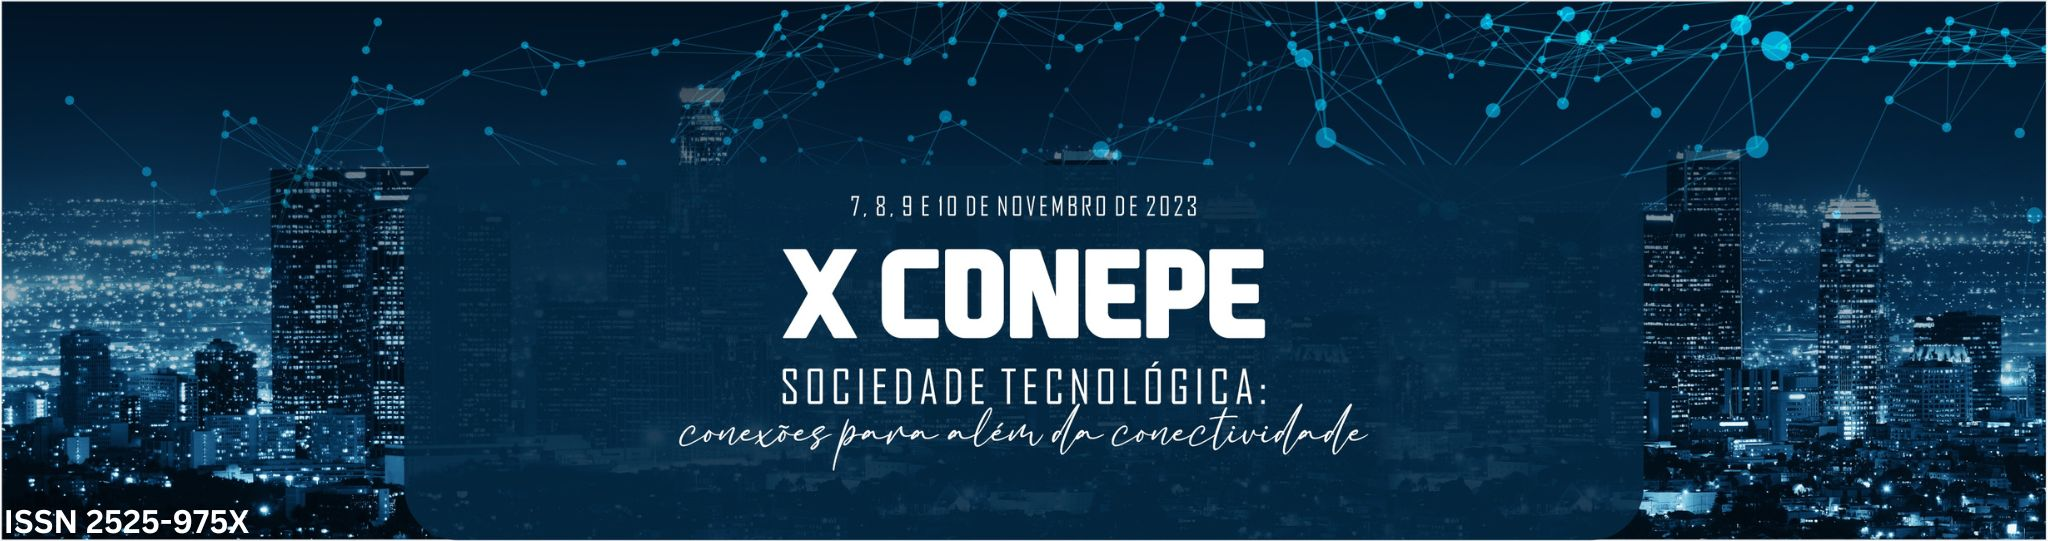 7, 8, 9 E 10 DE NOVEMBRO DE 2023
X CONEPE
SOCIEDADE TECNOLÓGICA:
conexões para além da conectividade
ISSN 2525-975X